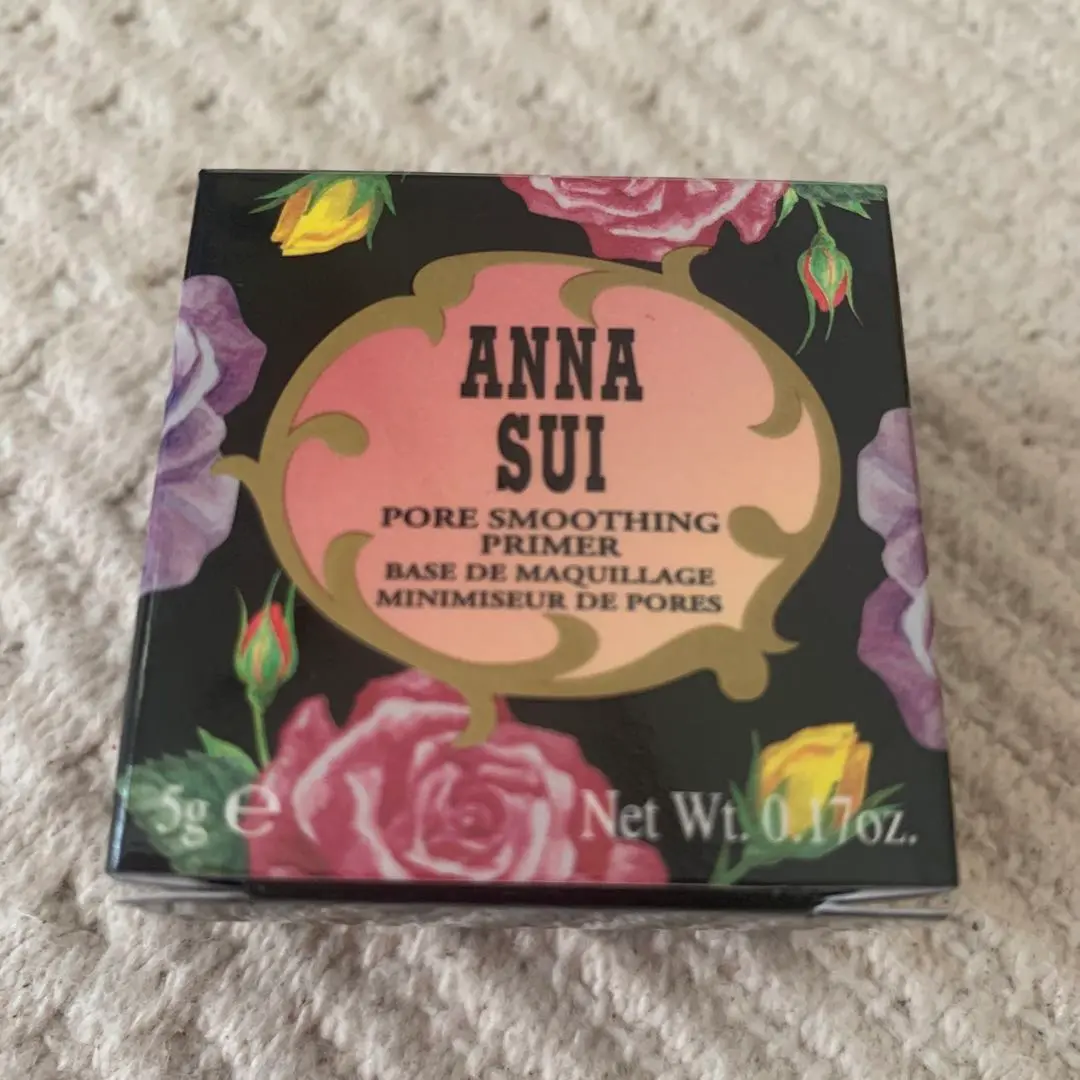 ANNA
SUI
PORE SMOOTHING
PRIMER
BASE DE MAQUILLAGE
MINIMISEUR DE PORES
5g ℮ Net Wt. 0.17oz.